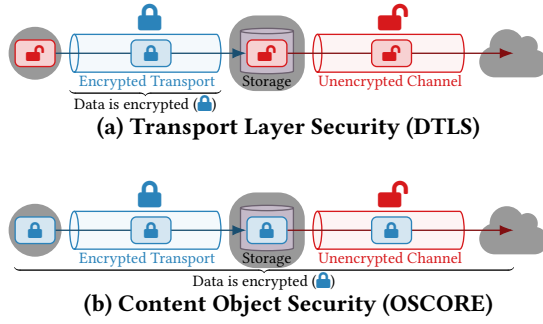 Encrypted Transport
Storage
Unencrypted Channel
Data is encrypted ( )
(a) Transport Layer Security (DTLS)
Encrypted Transport
Storage
Unencrypted Channel
Data is encrypted ( )
(b) Content Object Security (OSCORE)